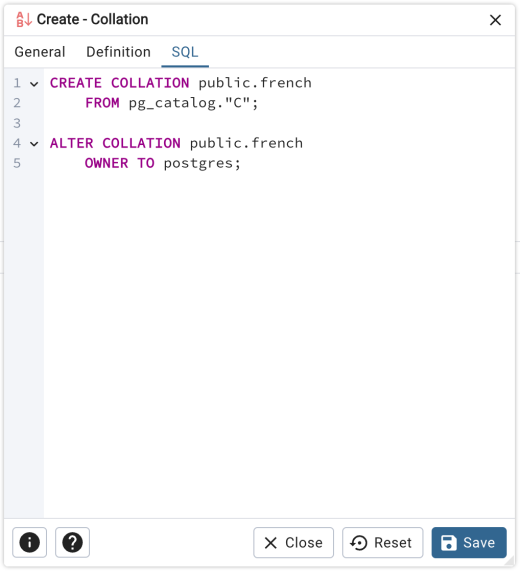 Create - Collation
General Definition SQL
1 CREATE COLLATION public.french
2 FROM pg_catalog."C";
3
4 ALTER COLLATION public.french
5 OWNER TO postgres;
Close Reset Save